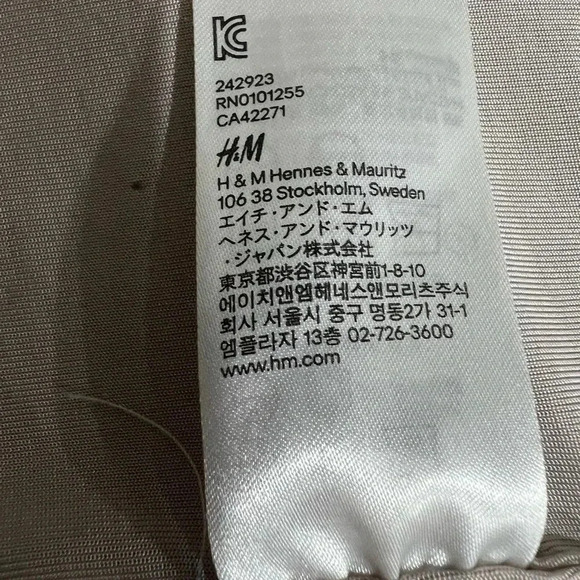 KC
242923
RN0101255
CA42271
H&M
H & M Hennes & Mauritz
106 38 Stockholm, Sweden
エイチ・アンド・エム
ヘネス・アンド・マウリッツ
・ジャパン株式会社
東京都渋谷区神宮前1-8-10
에이치앤엠헤네스앤모리츠주식
회사 서울시 중구 명동2가 31-1
엠플라자 13층 02-726-3600
www.hm.com